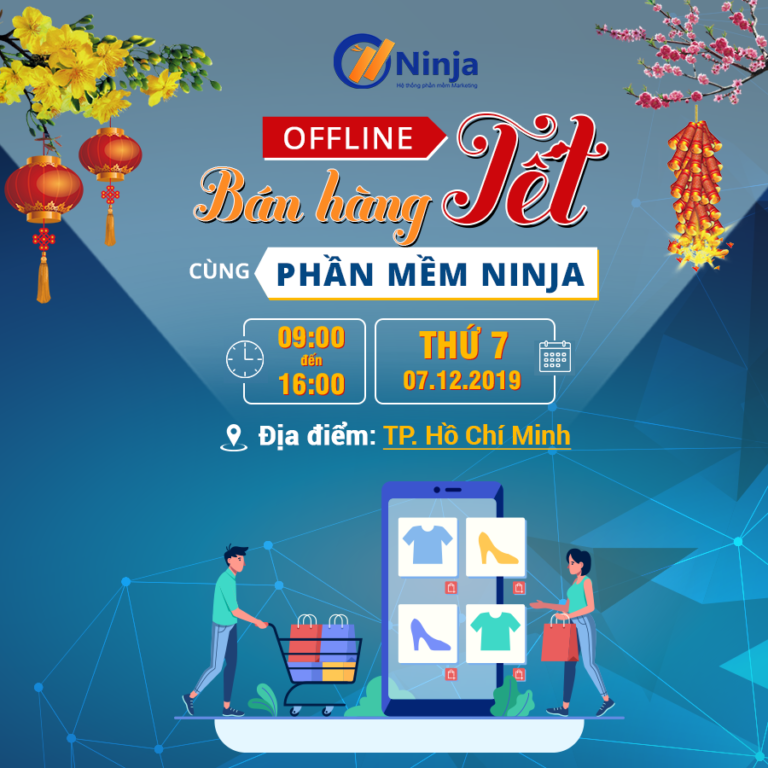 Ninja
Hệ thống phần mềm Marketing
OFFLINE
Bán hàng Tết
CÙNG PHẦN MỀM NINJA
09:00
đến
16:00
THỨ 7
07.12.2019
Địa điểm: TP. Hồ Chí Minh